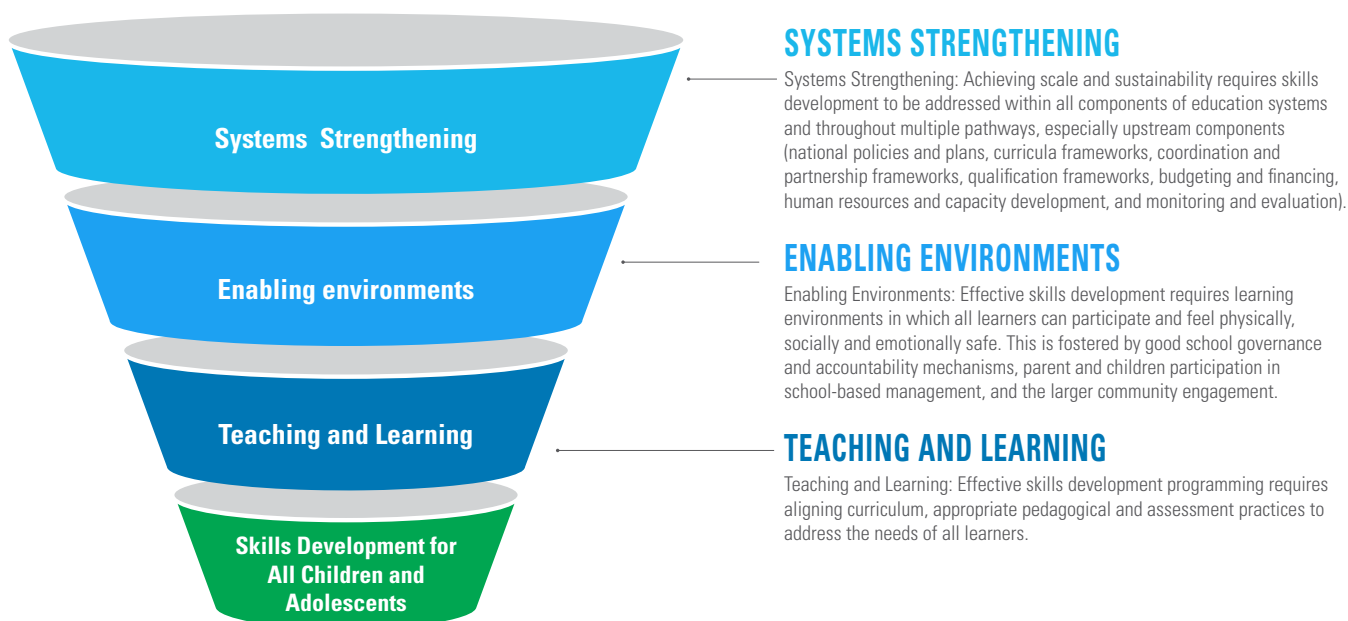 Systems  Strengthening
Enabling environments
Teaching and Learning
Skills Development for
All Children and
Adolescents
SYSTEMS STRENGTHENING
Systems Strengthening: Achieving scale and sustainability requires skills
development to be addressed within all components of education systems
and throughout multiple pathways, especially upstream components
(national policies and plans, curricula frameworks, coordination and
partnership frameworks, qualification frameworks, budgeting and financing,
human resources and capacity development, and monitoring and evaluation).
ENABLING ENVIRONMENTS
Enabling Environments: Effective skills development requires learning
environments in which all learners can participate and feel physically,
socially and emotionally safe. This is fostered by good school governance
and accountability mechanisms, parent and children participation in
school-based management, and the larger community engagement.
TEACHING AND LEARNING
Teaching and Learning: Effective skills development programming requires
aligning curriculum, appropriate pedagogical and assessment practices to
address the needs of all learners.